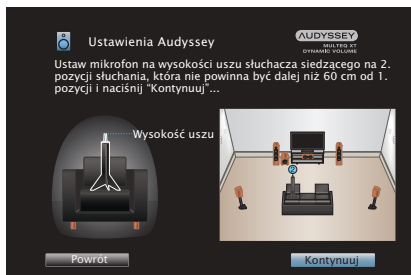 Ustawienia Audyssey
AUDYSSEY
MULTEQ XT
DYNAMIC VOLUME
Ustaw mikrofon na wysokości uszu słuchacza siedzącego na 2.
pozycji słuchania, która nie powinna być dalej niż 60 cm od 1.
pozycji i naciśnij “Kontynuuj”...
Wysokość uszu
2
Powrót
Kontynuuj